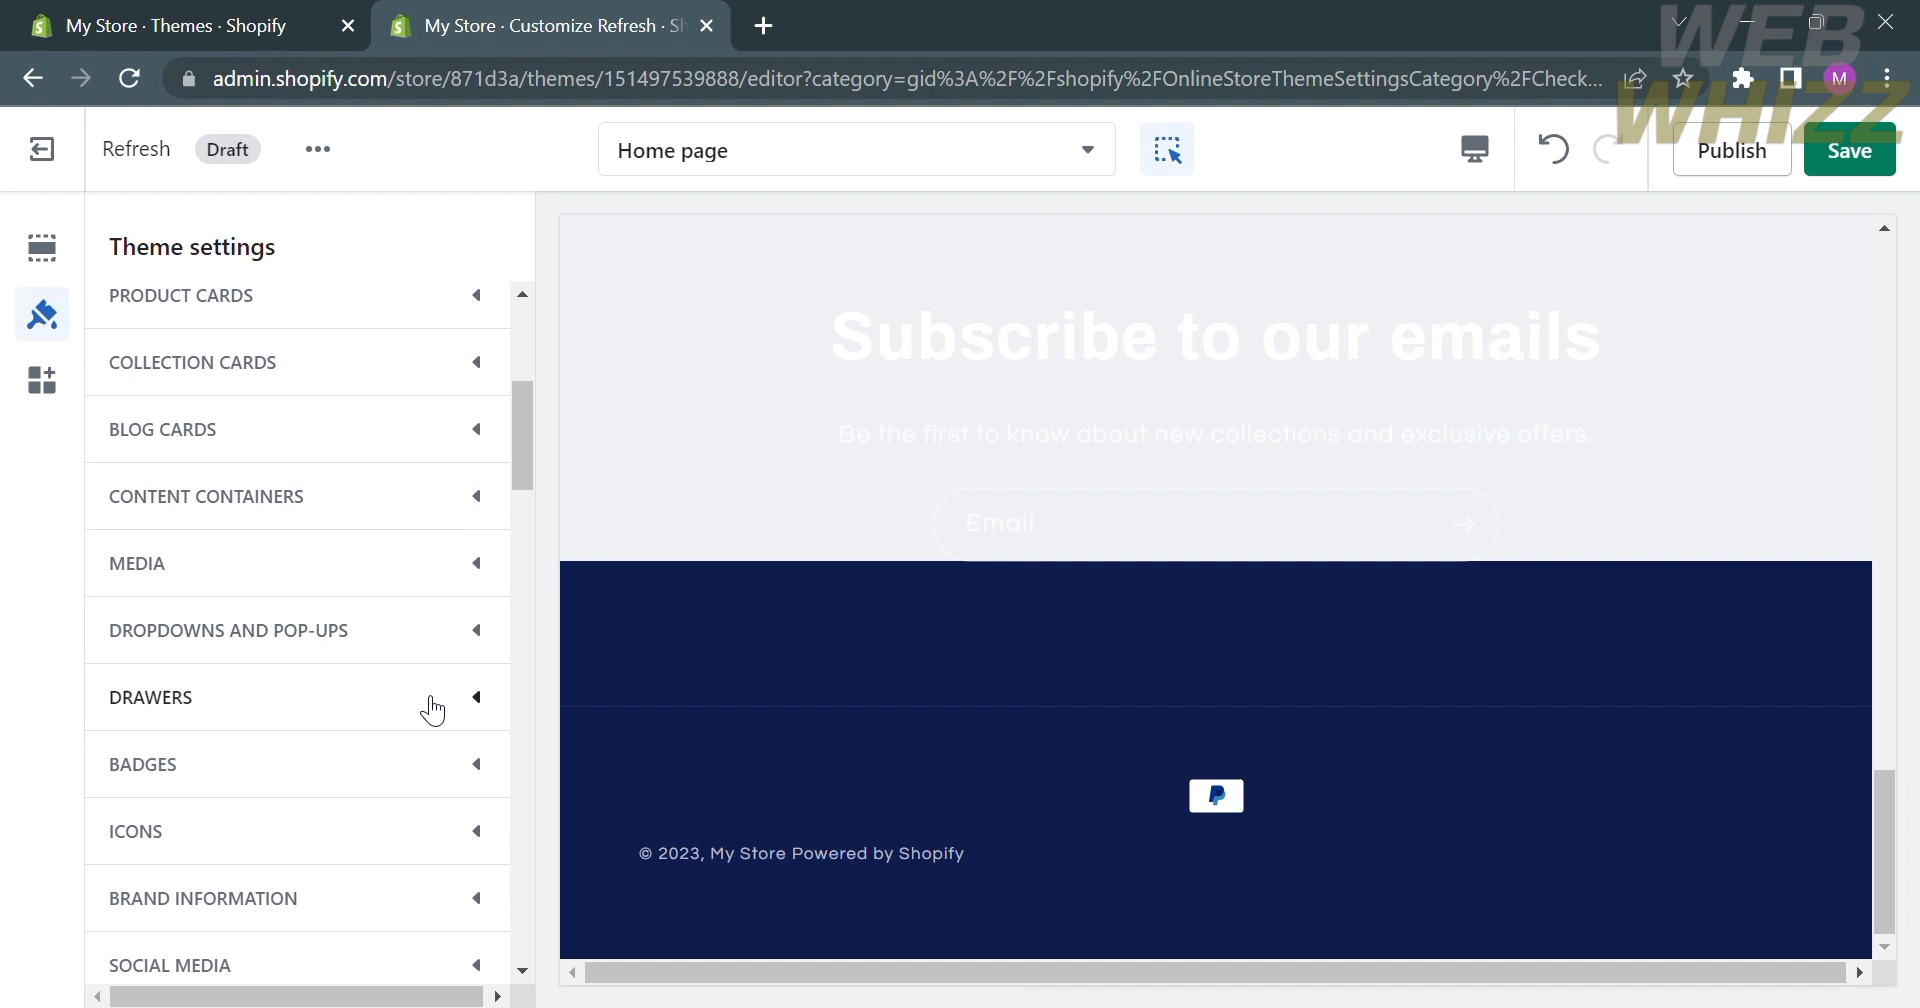 My Store · Themes · Shopify
My Store · Customize Refresh · Sh
admin.shopify.com/store/871d3a/themes/151497539888/editor?category=gid%3A%2F%2Fshopify%2FOnlineStoreThemeSettingsCategory%2FCheck...
M
WEB
WHIZZ
Refresh
Draft
Home page
Publish
Save
Theme settings
PRODUCT CARDS
COLLECTION CARDS
BLOG CARDS
CONTENT CONTAINERS
MEDIA
DROPDOWNS AND POP-UPS
DRAWERS
BADGES
ICONS
BRAND INFORMATION
SOCIAL MEDIA
Subscribe to our emails
Be the first to know about new collections and exclusive offers.
Email
© 2023, My Store Powered by Shopify